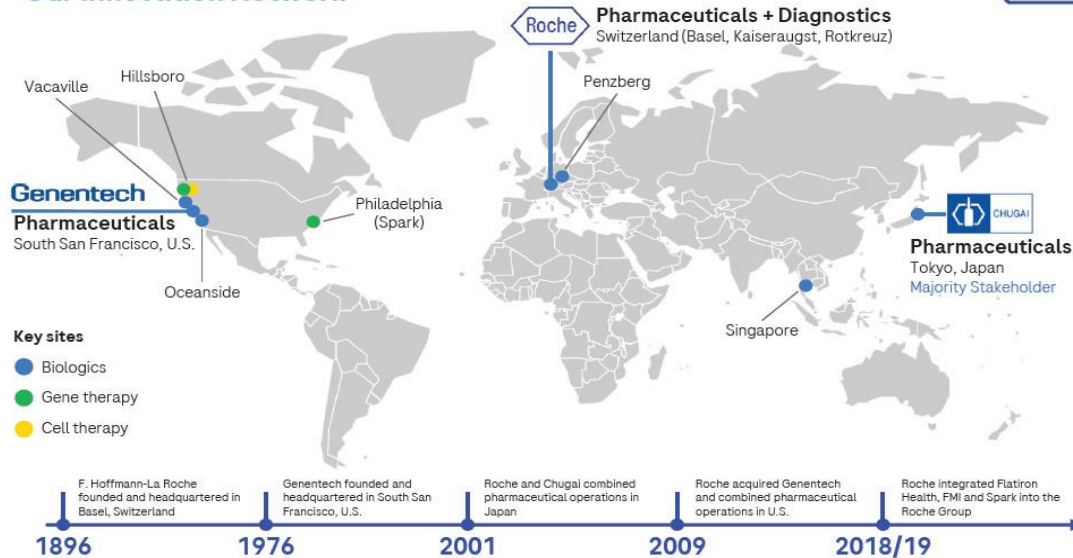 Roche
Pharmaceuticals + Diagnostics
Switzerland (Basel, Kaiseraugst, Rotkreuz)
Hillsboro
Vacaville
Penzberg
Genentech
Pharmaceuticals
South San Francisco, U.S.
Philadelphia
(Spark)
CHUGAI
Pharmaceuticals
Tokyo, Japan
Majority Stakeholder
Oceanside
Singapore
Key sites
Biologics
Gene therapy
Cell therapy
F. Hoffmann-La Roche
founded and headquartered in
Basel, Switzerland
Genentech founded and
headquartered in South San
Francisco, U.S.
Roche and Chugai combined
pharmaceutical operations in
Japan
Roche acquired Genentech
and combined pharmaceutical
operations in U.S.
Roche integrated Flatiron
Health, FMI and Spark into the
Roche Group
1896
1976
2001
2009
2018/19